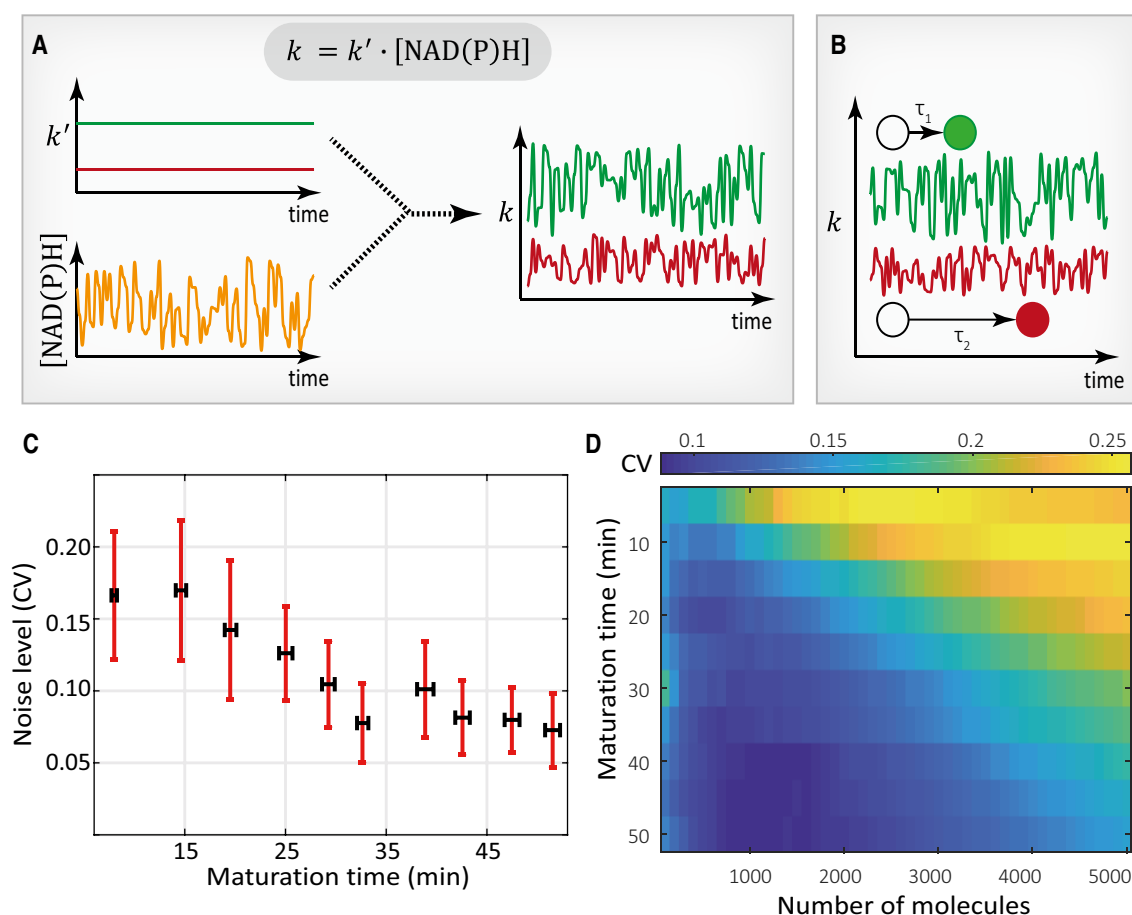 A
k = k′ · [NAD(P)H]
k′
time
[NAD(P)H]
time
k
time
B
τ1
k
τ2
time
C
Noise level (CV)
0.20
0.15
0.10
0.05
15 25 35 45
Maturation time (min)
D
CV
0.1 0.15 0.2 0.25
Maturation time (min)
10
20
30
40
50
1000 2000 3000 4000 5000
Number of molecules